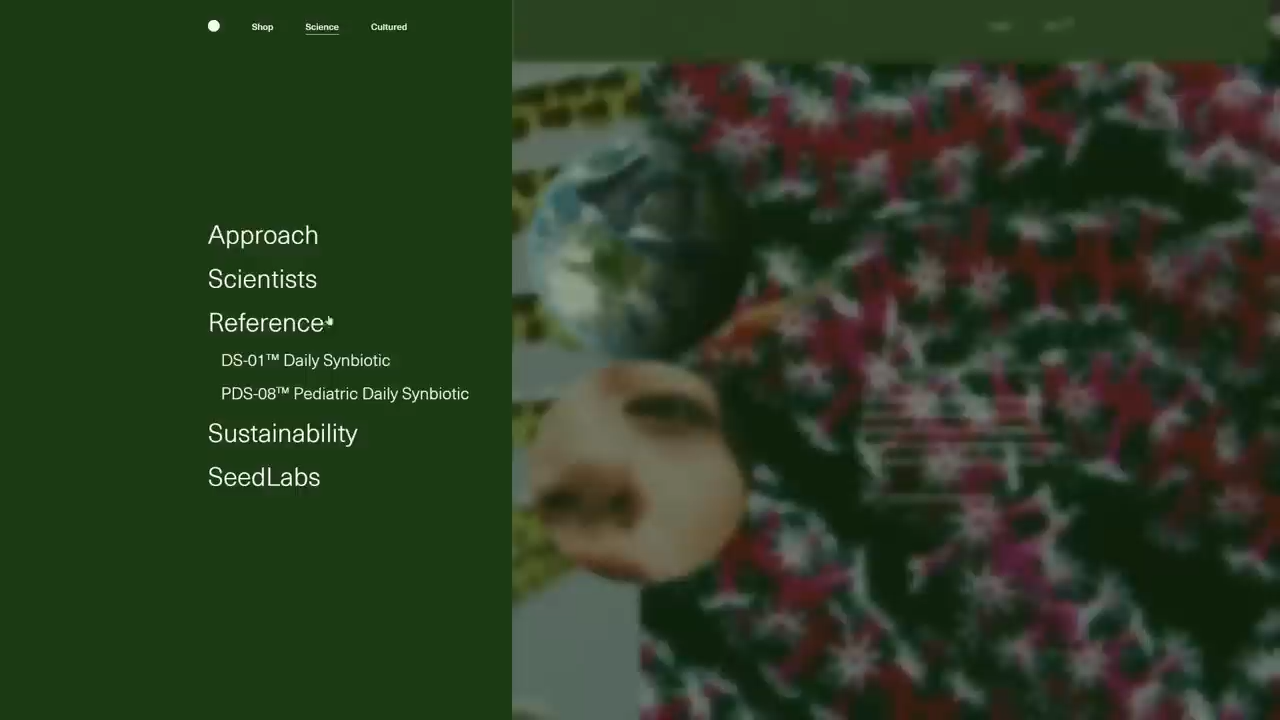 Shop
Science
Cultured
Approach
Scientists
Reference
DS-01™ Daily Synbiotic
PDS-08™ Pediatric Daily Synbiotic
Sustainability
SeedLabs